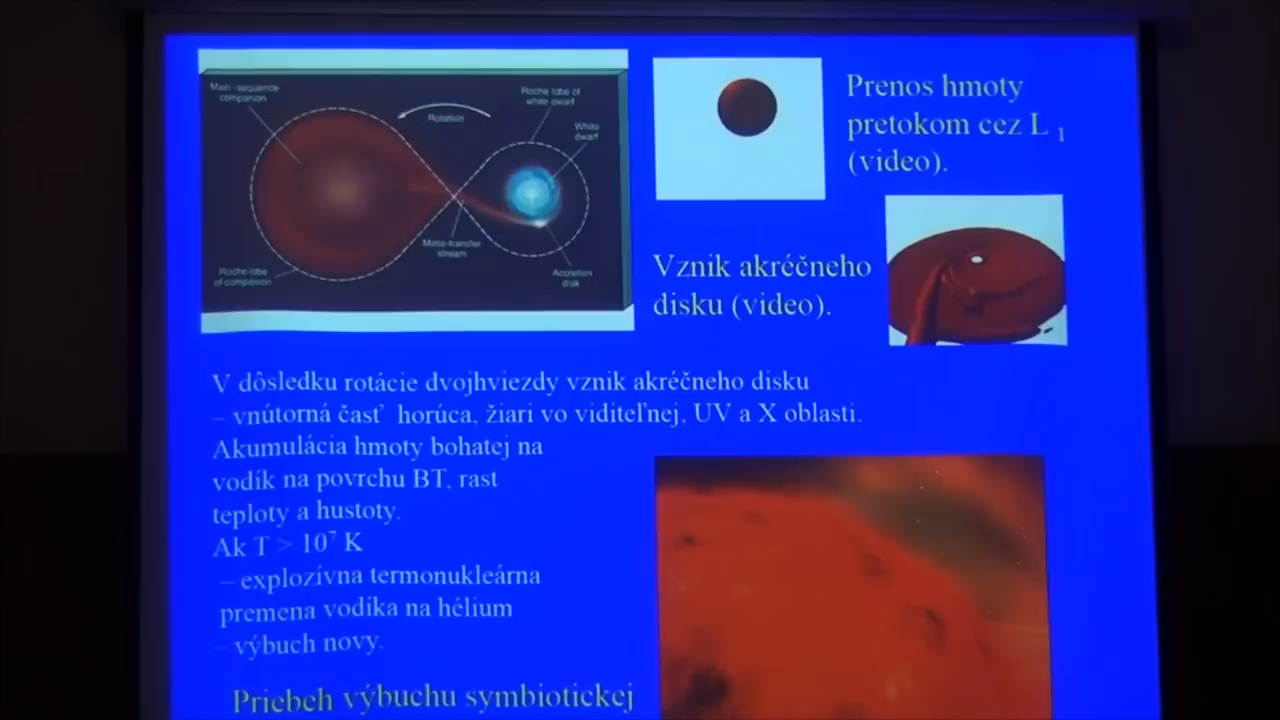 Main-sequence
companion
Rotation
Roche lobe of
white dwarf
White
dwarf
Mass-transfer
stream
Roche lobe
of companion
Accretion
disk
Prenos hmoty
pretokom cez L 1
(video).
Vznik akréčneho
disku (video).
V dôsledku rotácie dvojhviezdy vznik akréčneho disku
– vnútorná časť horúca, žiari vo viditeľnej, UV a X oblasti.
Akumulácia hmoty bohatej na
vodík na povrchu BT, rast
teploty a hustoty.
Ak T > 10⁷ K
– explozívna termonukleárna
premena vodíka na hélium
– výbuch novy.
Priebeh výbuchu symbiotickej